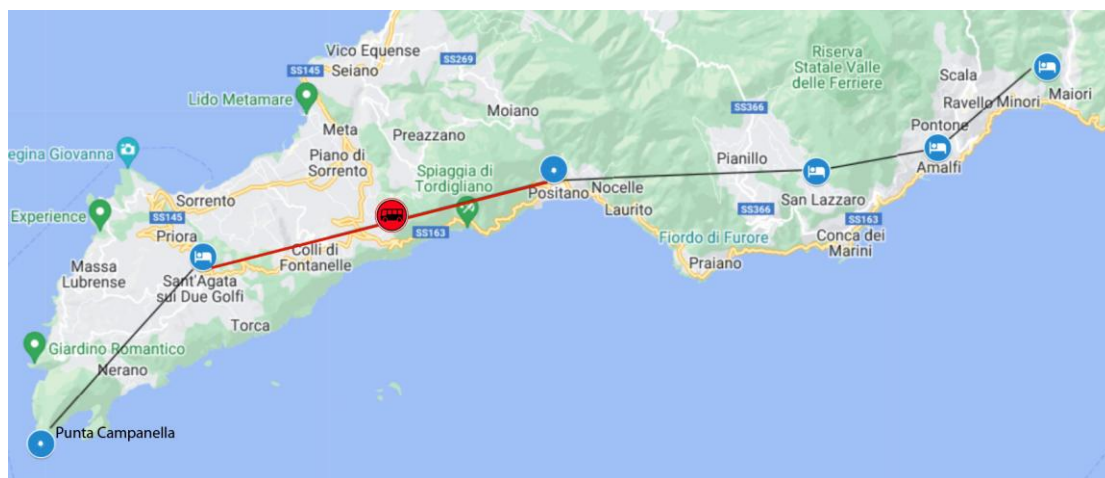 Vico Equense
SS145
Seiano
SS269
Riserva
Statale Valle
delle Ferriere
Scala
Lido Metamare
Moiano
Ravello
Minori
Maiori
SS366
Meta
Preazzano
Pontone
egina Giovanna
Piano di
Sorrento
Spiaggia di
Tordigliano
Pianillo
Amalfi
Positano
Nocelle
Sorrento
San Lazzaro
Laurito
Experience
SS145
SS366
SS163
Priora
SS163
Colli di
Fontanelle
Fiordo di Furore
Conca dei
Marini
Massa
Lubrense
Sant'Agata
sui Due Golfi
Praiano
Torca
Giardino Romantico
Nerano
Punta Campanella